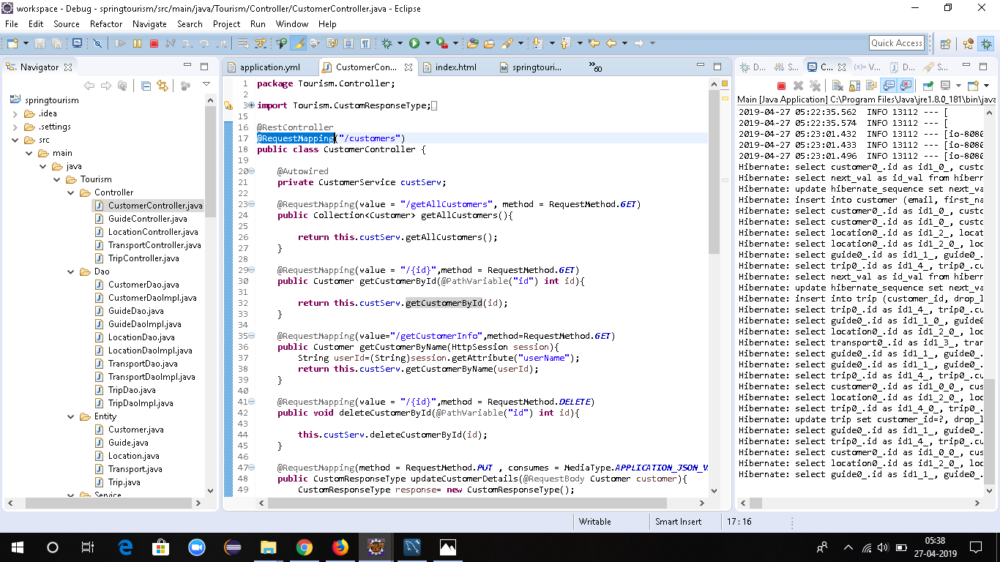 workspace - Debug - springtourism/src/main/java/Tourism/Controller/CustomerController.java - Eclipse
File Edit Source Refactor Navigate Search Project Run Window Help
Quick Access
Navigator
springtourism
.idea
.settings
src
main
java
Tourism
Controller
CustomerController.java
GuideController.java
LocationController.java
TransportController.java
TripController.java
Dao
CustomerDao.java
CustomerDaoImpl.java
GuideDao.java
GuideDaoImpl.java
LocationDao.java
LocationDaoImpl.java
TransportDao.java
TransportDaoImpl.java
TripDao.java
TripDaoImpl.java
Entity
Customer.java
Guide.java
Location.java
Transport.java
Trip.java
Service
application.yml CustomerCon... index.html springtouri... »60
1 package Tourism.Controller;
2
3 import Tourism.CustomResponseType;
15
16 @RestController
17 @RequestMapping("/customers")
18 public class CustomerController {
19
20 @Autowired
21 private CustomerService custServ;
22
23 @RequestMapping(value = "/getAllCustomers", method = RequestMethod.GET)
24 public Collection<Customer> getAllCustomers(){
25
26 return this.custServ.getAllCustomers();
27 }
28
29 @RequestMapping(value = "/{id}",method = RequestMethod.GET)
30 public Customer getCustomerById(@PathVariable("id") int id){
31
32 return this.custServ.getCustomerById(id);
33 }
34
35 @RequestMapping(value="/getCustomerInfo",method=RequestMethod.GET)
36 public Customer getCustomerByName(HttpSession session){
37 String userId=(String)session.getAttribute("userName");
38 return this.custServ.getCustomerByName(userId);
39 }
40
41 @RequestMapping(value = "/{id}",method = RequestMethod.DELETE)
42 public void deleteCustomerById(@PathVariable("id") int id){
43
44 this.custServ.deleteCustomerById(id);
45 }
46
47 @RequestMapping(method = RequestMethod.PUT , consumes = MediaType.APPLICATION_JSON_V
48 public CustomResponseType updateCustomerDetails(@RequestBody Customer customer){
49 CustomResponseType response= new CustomResponseType();
D... S... C... V... D... S...
Main [Java Application] C:\Program Files\Java\jre1.8.0_181\bin\java
2019-04-27 05:22:35.562 INFO 13112 --- [
2019-04-27 05:22:35.574 INFO 13112 --- [
2019-04-27 05:23:01.432 INFO 13112 --- [io-8080
2019-04-27 05:23:01.433 INFO 13112 --- [io-8080
2019-04-27 05:23:01.496 INFO 13112 --- [io-8080
Hibernate: select customer0_.id as id1_0_, custo
Hibernate: select next_val as id_val from hibern
Hibernate: update hibernate_sequence set next_va
Hibernate: insert into customer (email, first_na
Hibernate: select customer0_.id as id1_0_, custo
Hibernate: select customer0_.id as id1_0_, custo
Hibernate: select location0_.id as id1_2_, locat
Hibernate: select location0_.id as id1_2_0_, loc
Hibernate: select guide0_.id as id1_1_, guide0_.
Hibernate: select trip0_.id as id1_4_, trip0_.cu
Hibernate: select next_val as id_val from hibern
Hibernate: update hibernate_sequence set next_va
Hibernate: insert into trip (customer_id, drop_l
Hibernate: select trip0_.id as id1_4_, trip0_.cu
Hibernate: select guide0_.id as id1_1_0_, guide0
Hibernate: select location0_.id as id1_2_0_, loc
Hibernate: select transport0_.id as id1_3_, tran
Hibernate: select guide0_.id as id1_1_, guide0_.
Hibernate: select guide0_.id as id1_1_, guide0_.
Hibernate: select trip0_.id as id1_4_, trip0_.cu
Hibernate: select customer0_.id as id1_0_0_, cus
Hibernate: select location0_.id as id1_2_0_, loc
Hibernate: select trip0_.id as id1_4_0_, trip0_.
Hibernate: update trip set customer_id=?, drop_l
Hibernate: select guide0_.id as id1_1_, guide0_.
Hibernate: select trip0_.id as id1_4_, trip0_.cu
Hibernate: select customer0_.id as id1_0_0_, cus
Hibernate: select location0_.id as id1_2_0_, loc
Hibernate: select guide0_.id as id1_1_, guide0_.
Writable Smart Insert 17 : 16
05:38
27-04-2019